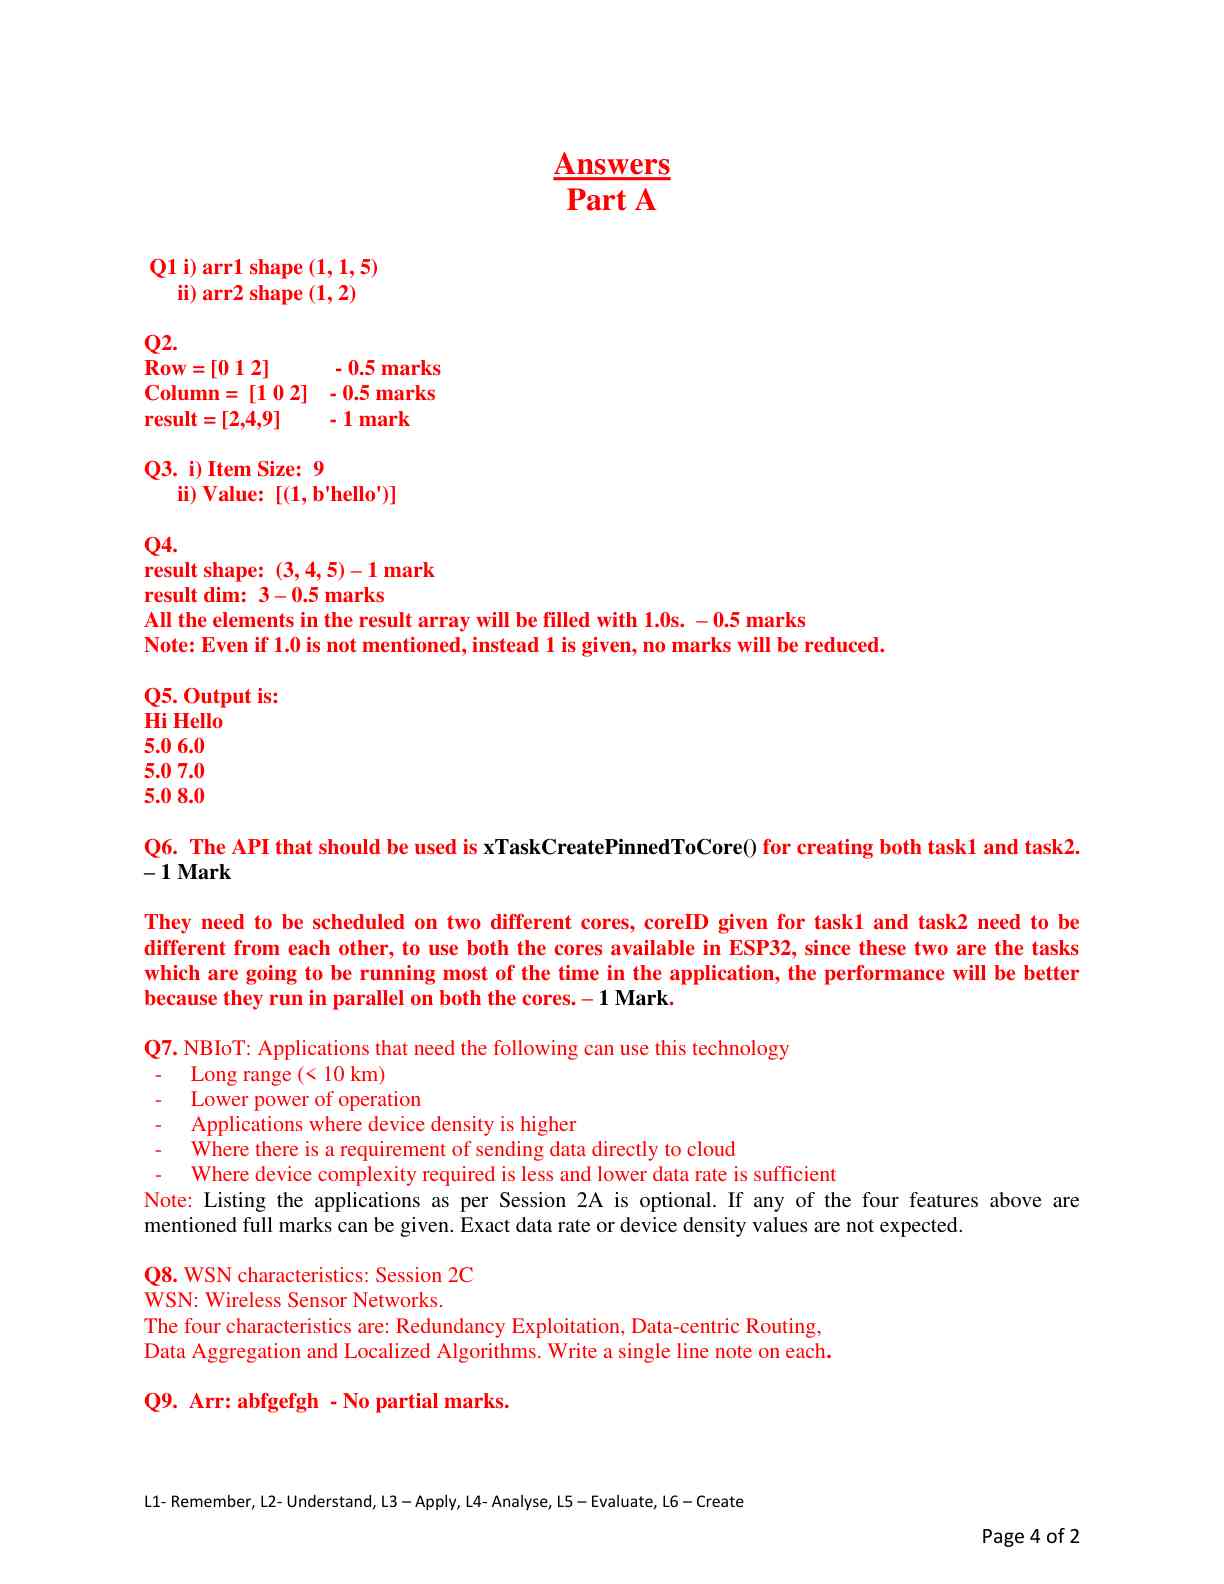 Answers
Part A
Q1 i) arr1 shape (1, 1, 5)
ii) arr2 shape (1, 2)
Q2.
Row = [0 1 2] - 0.5 marks
Column = [1 0 2] - 0.5 marks
result = [2,4,9] - 1 mark
Q3. i) Item Size: 9
ii) Value: [(1, b'hello')]
Q4.
result shape: (3, 4, 5) – 1 mark
result dim: 3 – 0.5 marks
All the elements in the result array will be filled with 1.0s. – 0.5 marks
Note: Even if 1.0 is not mentioned, instead 1 is given, no marks will be reduced.
Q5. Output is:
Hi Hello
5.0 6.0
5.0 7.0
5.0 8.0
Q6. The API that should be used is xTaskCreatePinnedToCore() for creating both task1 and task2.
– 1 Mark
They need to be scheduled on two different cores, coreID given for task1 and task2 need to be
different from each other, to use both the cores available in ESP32, since these two are the tasks
which are going to be running most of the time in the application, the performance will be better
because they run in parallel on both the cores. – 1 Mark.
Q7. NBIoT: Applications that need the following can use this technology
- Long range (< 10 km)
- Lower power of operation
- Applications where device density is higher
- Where there is a requirement of sending data directly to cloud
- Where device complexity required is less and lower data rate is sufficient
Note: Listing the applications as per Session 2A is optional. If any of the four features above are
mentioned full marks can be given. Exact data rate or device density values are not expected.
Q8. WSN characteristics: Session 2C
WSN: Wireless Sensor Networks.
The four characteristics are: Redundancy Exploitation, Data-centric Routing,
Data Aggregation and Localized Algorithms. Write a single line note on each.
Q9. Arr: abfgefgh - No partial marks.
L1- Remember, L2- Understand, L3 – Apply, L4- Analyse, L5 – Evaluate, L6 – Create
Page 4 of 2